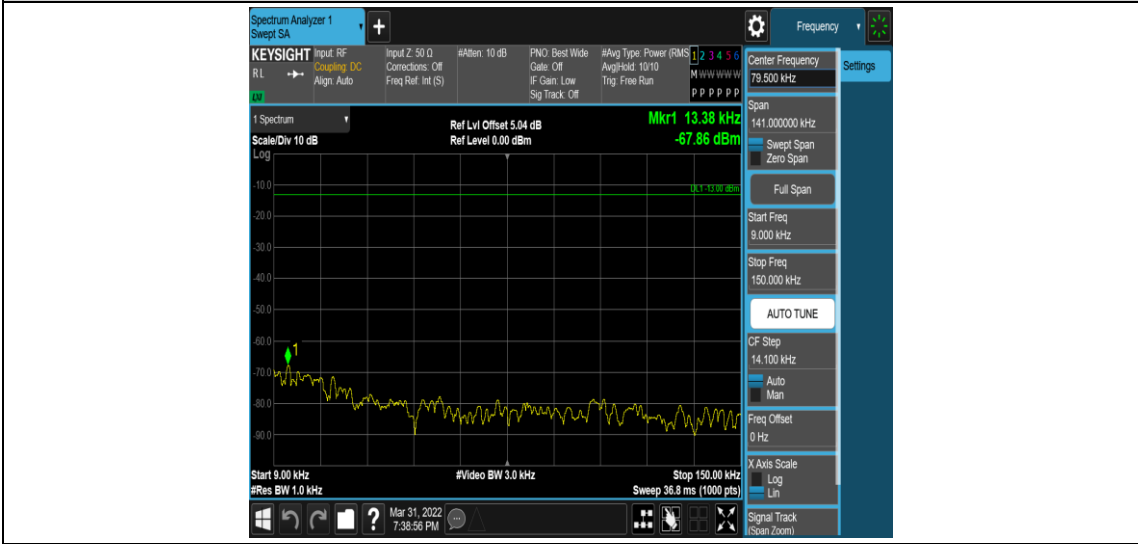 Spectrum Analyzer 1
Swept SA
+
Frequency
KEYSIGHT
RL
Input: RF
Coupling: DC
Align: Auto
Input Z: 50 Ω
Corrections: Off
Freq Ref: Int (S)
#Atten: 10 dB
PNO: Best Wide
Gate: Off
IF Gain: Low
Sig Track: Off
#Avg Type: Power (RMS
Avg|Hold: 10/10
Trig: Free Run
1 2 3 4 5 6
M W W W W W
P P P P P P
1 Spectrum
Scale/Div 10 dB
Ref Lvl Offset 5.04 dB
Ref Level 0.00 dBm
Mkr1 13.38 kHz
-67.86 dBm
Log
DL1 -13.00 dBm
-10.0
-20.0
-30.0
-40.0
-50.0
-60.0
-70.0
-80.0
-90.0
1
Start 9.00 kHz
#Res BW 1.0 kHz
#Video BW 3.0 kHz
Stop 150.00 kHz
Sweep 36.8 ms (1000 pts)
?
Mar 31, 2022
7:38:56 PM
Center Frequency
79.500 kHz
Settings
Span
141.000000 kHz
Swept Span
Zero Span
Full Span
Start Freq
9.000 kHz
Stop Freq
150.000 kHz
AUTO TUNE
CF Step
14.100 kHz
Auto
Man
Freq Offset
0 Hz
X Axis Scale
Log
Lin
Signal Track
(Span Zoom)